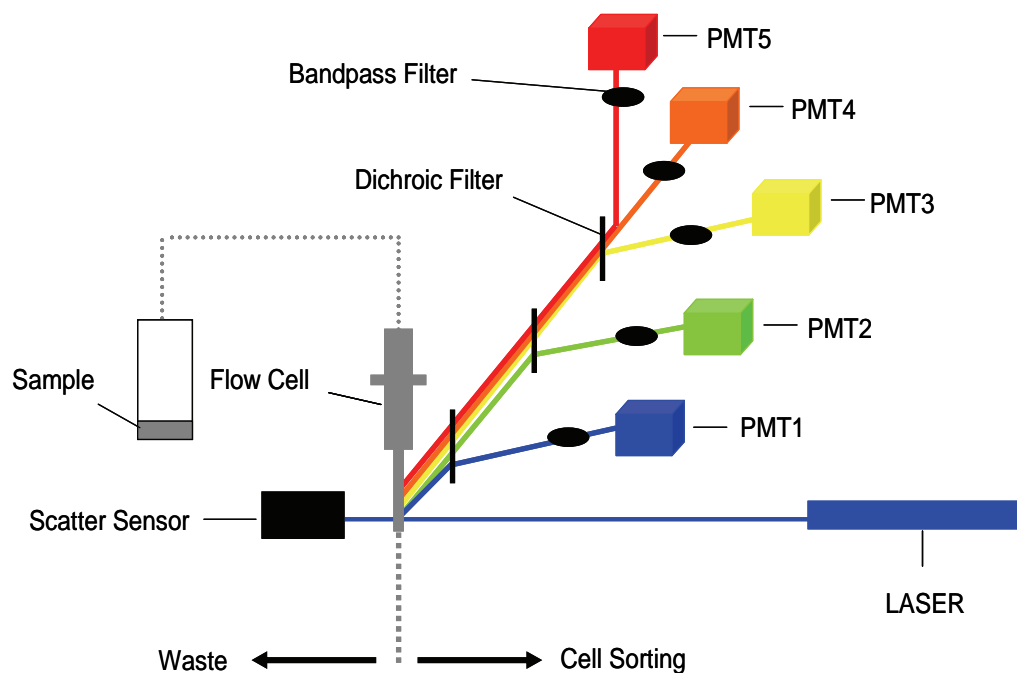 PMT5
Bandpass Filter
PMT4
Dichroic Filter
PMT3
PMT2
Sample
Flow Cell
PMT1
Scatter Sensor
LASER
Waste
Cell Sorting